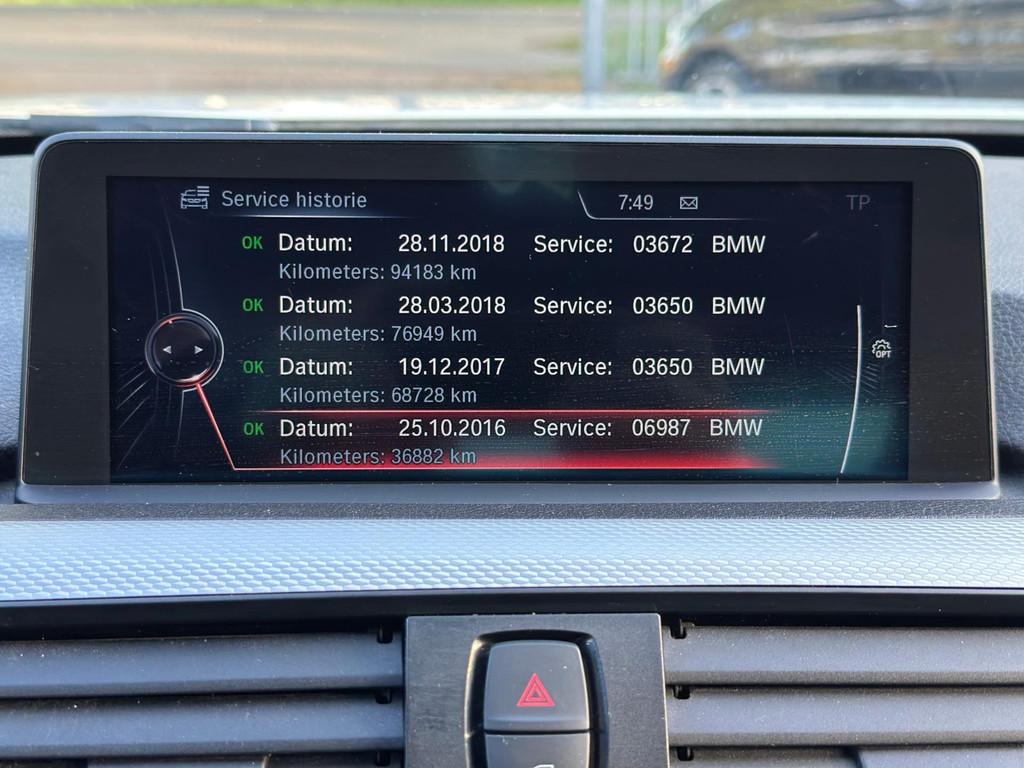 Service historie 7:49 TP
OK Datum: 28.11.2018 Service: 03672 BMW
Kilometers: 94183 km
OK Datum: 28.03.2018 Service: 03650 BMW
Kilometers: 76949 km
OPT
OK Datum: 19.12.2017 Service: 03650 BMW
Kilometers: 68728 km
OK Datum: 25.10.2016 Service: 06987 BMW
Kilometers: 36882 km